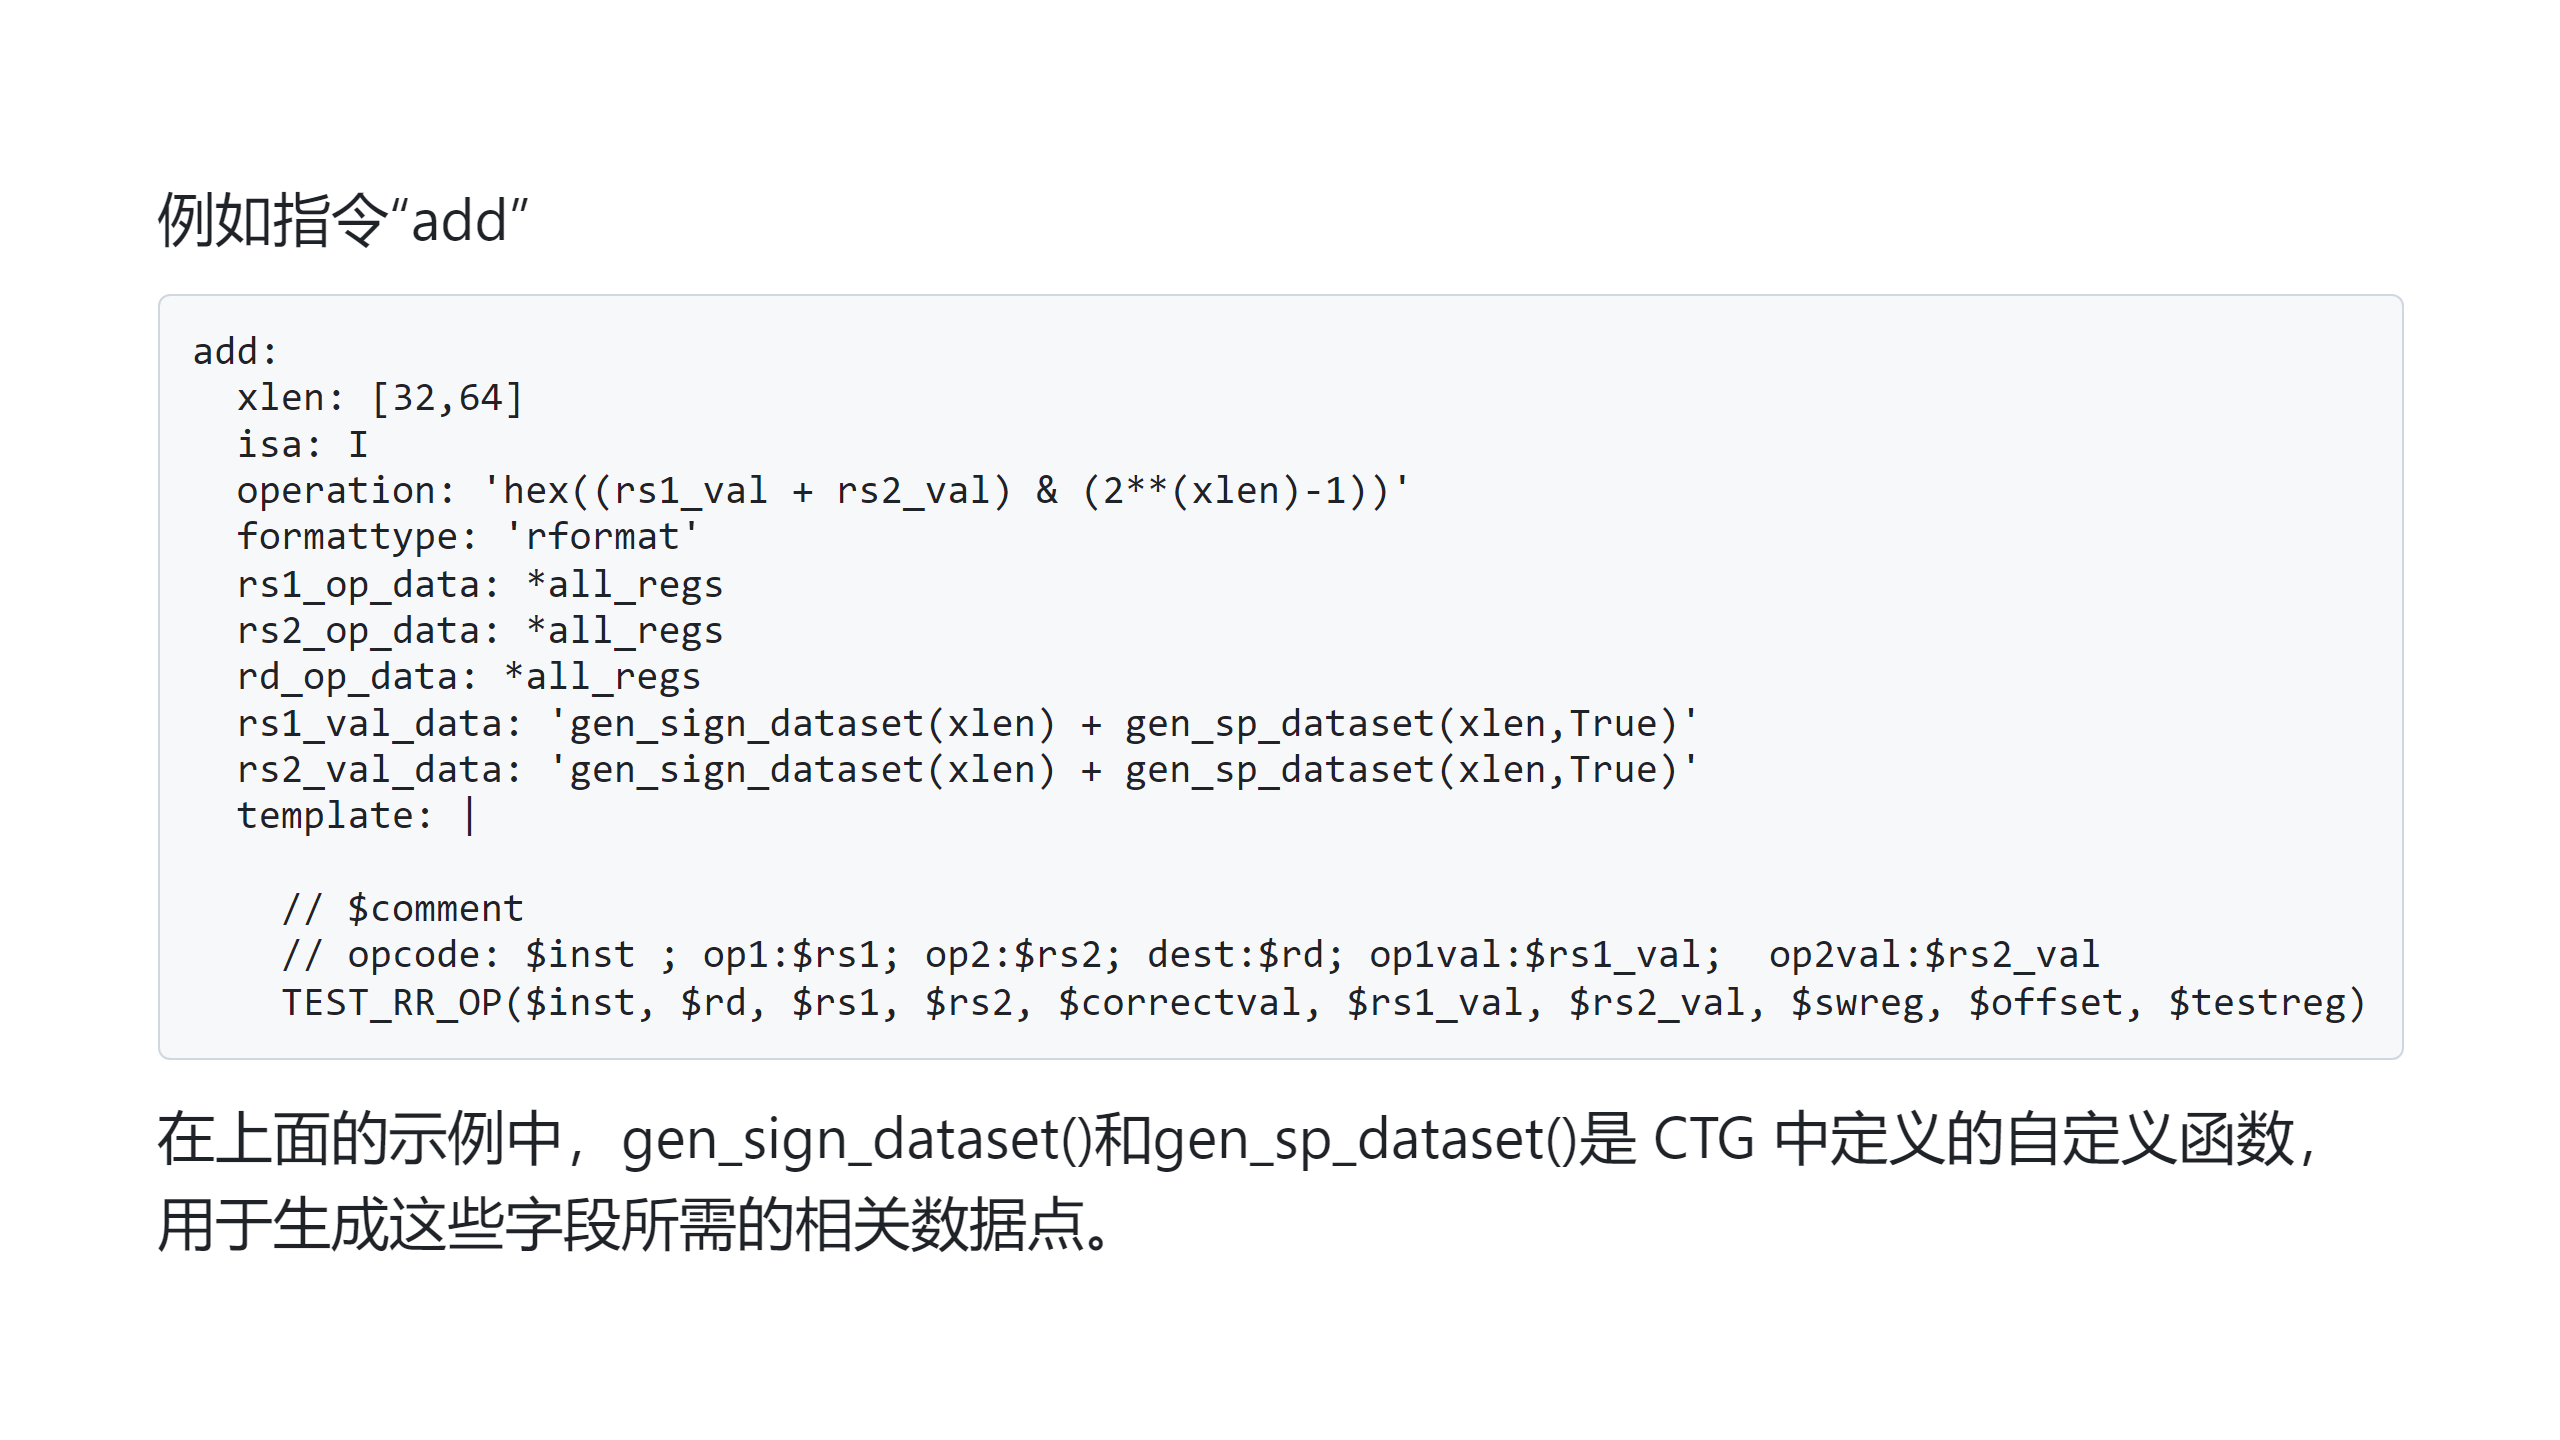 例如指令“add”
add:
  xlen: [32,64]
  isa: I
  operation: 'hex((rs1_val + rs2_val) & (2**(xlen)-1))'
  formattype: 'rformat'
  rs1_op_data: *all_regs
  rs2_op_data: *all_regs
  rd_op_data: *all_regs
  rs1_val_data: 'gen_sign_dataset(xlen) + gen_sp_dataset(xlen,True)'
  rs2_val_data: 'gen_sign_dataset(xlen) + gen_sp_dataset(xlen,True)'
  template: |
    // $comment
    // opcode: $inst ; op1:$rs1; op2:$rs2; dest:$rd; op1val:$rs1_val;  op2val:$rs2_val
    TEST_RR_OP($inst, $rd, $rs1, $rs2, $correctval, $rs1_val, $rs2_val, $swreg, $offset, $testreg)
在上面的示例中，gen_sign_dataset()和gen_sp_dataset()是 CTG 中定义的自定义函数，
用于生成这些字段所需的相关数据点。